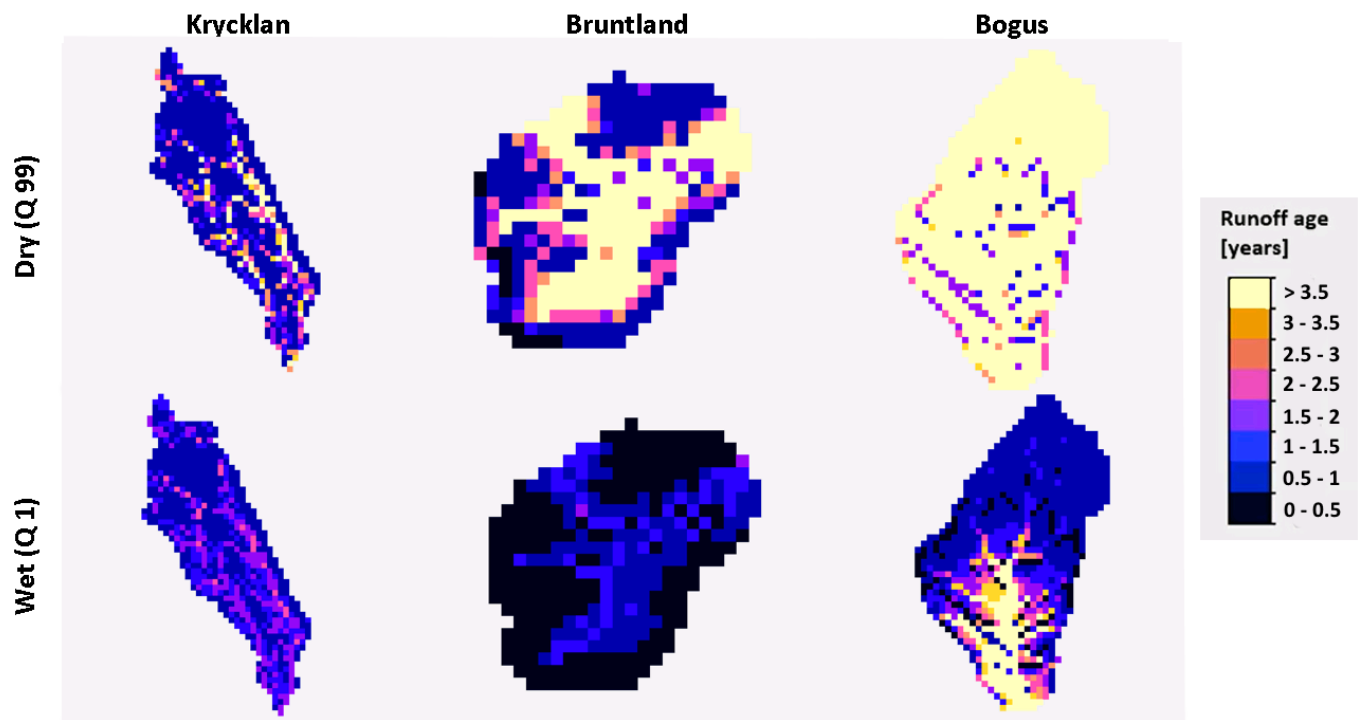 Krycklan
Bruntland
Bogus
Dry (Q 99)
Wet (Q 1)
Runoff age
[years]
> 3.5
3 - 3.5
2.5 - 3
2 - 2.5
1.5 - 2
1 - 1.5
0.5 - 1
0 - 0.5